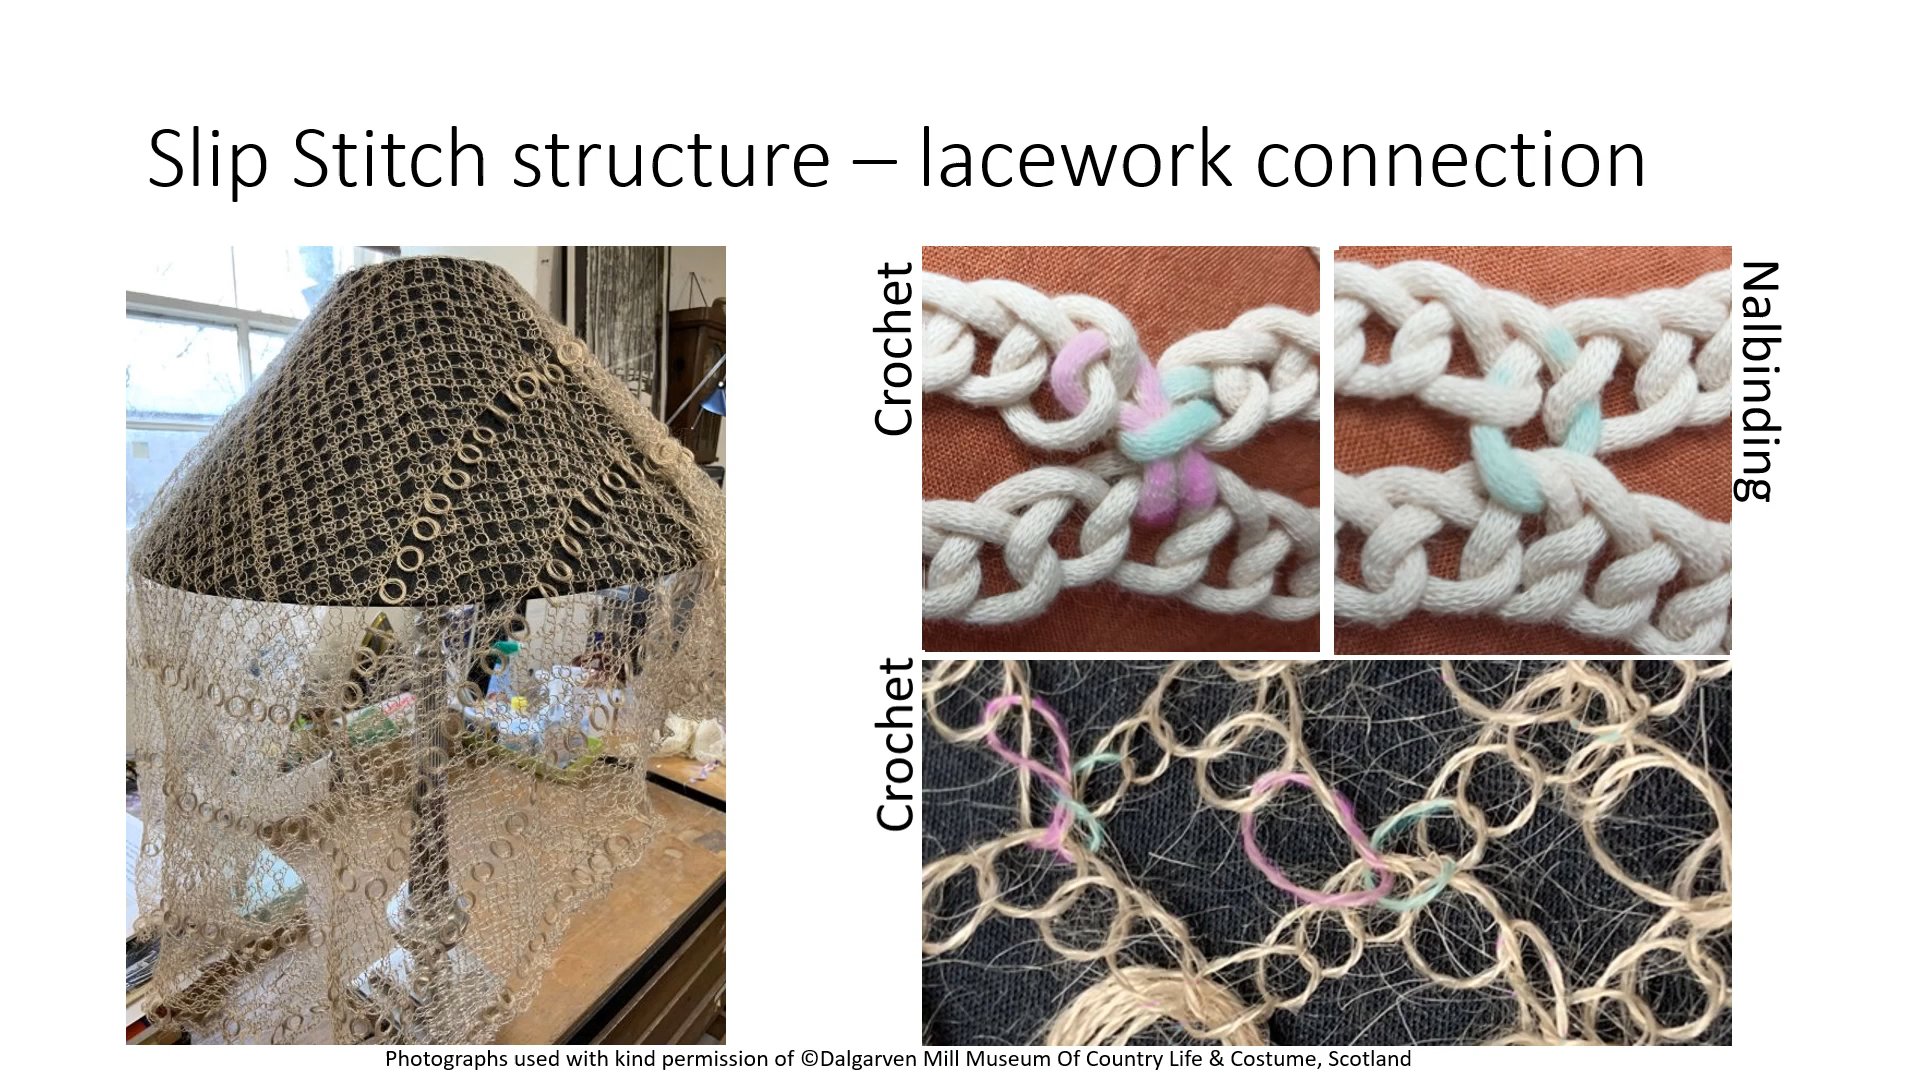 Slip Stitch structure – lacework connection
Crochet
Nalbinding
Crochet
Photographs used with kind permission of ©Dalgarven Mill Museum Of Country Life & Costume, Scotland